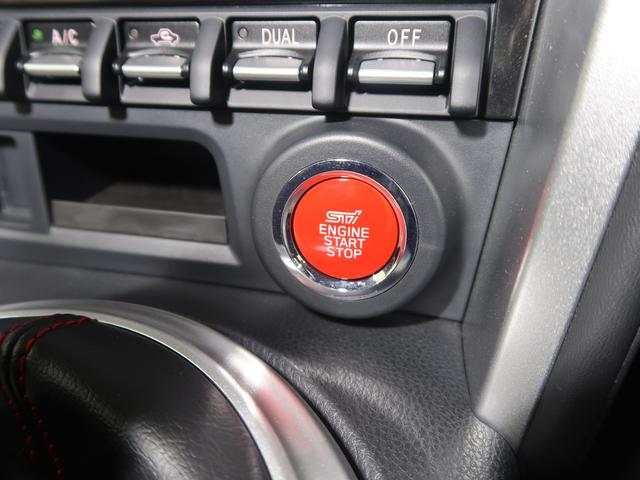 A/C
DUAL
OFF
STI
ENGINE
START
STOP